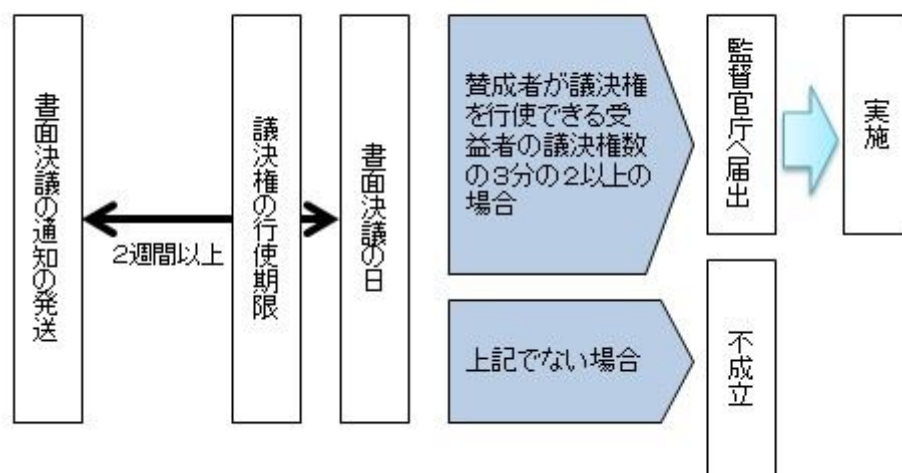 書面決議の通知の発送
2週間以上
議決権の行使期限
書面決議の日
賛成者が議決権
を行使できる受
益者の議決権数
の3分の2以上の
場合
監督官庁へ届出
実施
上記でない場合
不成立